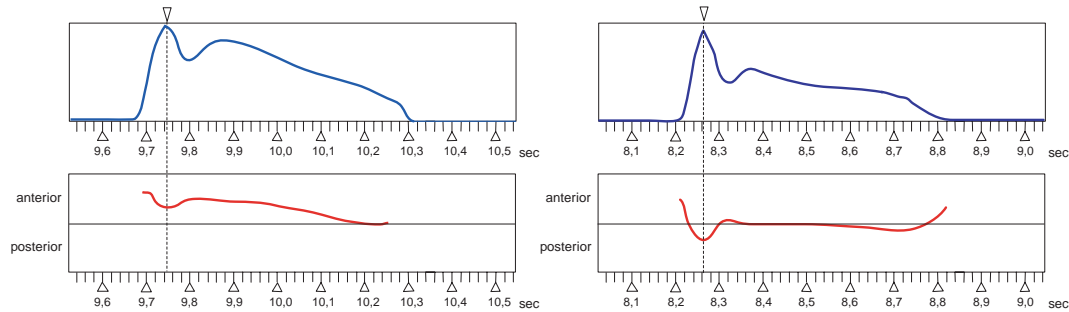 9,6 9,7 9,8 9,9 10,0 10,1 10,2 10,3 10,4 10,5 sec
8,1 8,2 8,3 8,4 8,5 8,6 8,7 8,8 8,9 9,0 sec
anterior
posterior
9,6 9,7 9,8 9,9 10,0 10,1 10,2 10,3 10,4 10,5 sec
anterior
posterior
8,1 8,2 8,3 8,4 8,5 8,6 8,7 8,8 8,9 9,0 sec